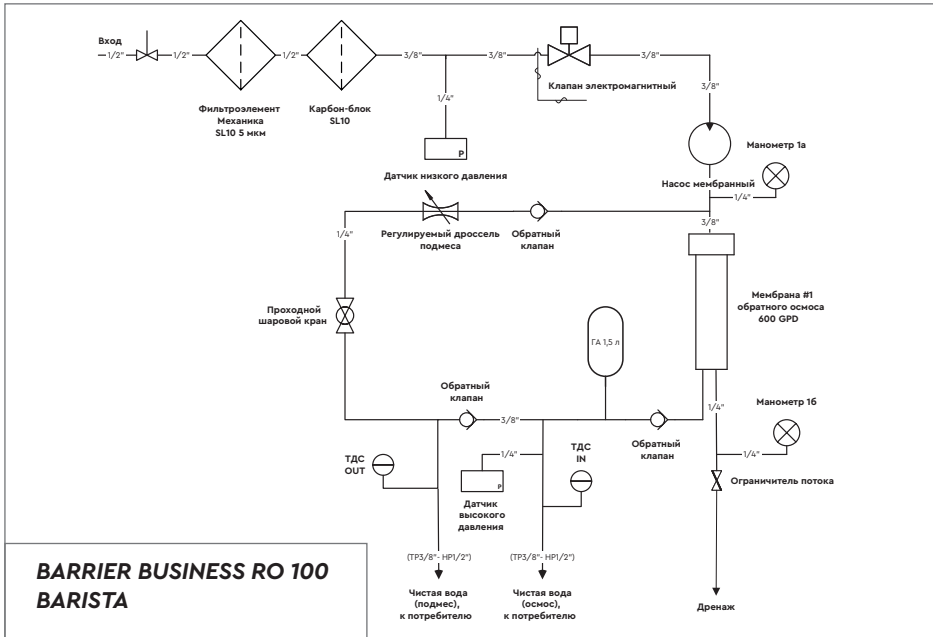 Вход
1/2"
1/2"
1/2"
3/8"
3/8"
3/8"
Фильтроэлемент
Механика
SL10 5 мкм
Карбон-блок
SL10
1/4"
P
Датчик низкого давления
Клапан электромагнитный
3/8"
Манометр 1а
Насос мембранный
1/4"
3/8"
1/4"
Регулируемый дроссель
подмеса
Обратный
клапан
Проходной
шаровой кран
ГА 1,5 л
Мембрана #1
обратного осмоса
600 GPD
Обратный
клапан
3/8"
Обратный
клапан
1/4"
Манометр 1б
1/4"
Ограничитель потока
ТДС
OUT
1/4"
P
Датчик
высокого
давления
ТДС
IN
(ТР3/8"- НР1/2")
(ТР3/8"- НР1/2")
Чистая вода
(подмес),
к потребителю
Чистая вода
(осмос),
к потребителю
Дренаж
BARRIER BUSINESS RO 100
BARISTA